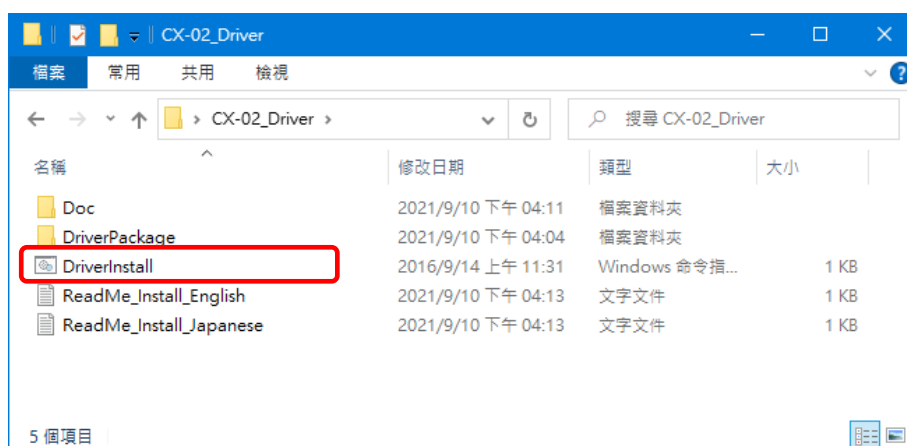 CX-02_Driver
檔案 常用 共用 檢視
CX-02_Driver 搜尋 CX-02_Driver
名稱 修改日期 類型 大小
Doc 2021/9/10 下午 04:11 檔案資料夾
DriverPackage 2021/9/10 下午 04:04 檔案資料夾
DriverInstall 2016/9/14 上午 11:31 Windows 命令指... 1 KB
ReadMe_Install_English 2021/9/10 下午 04:13 文字文件 1 KB
ReadMe_Install_Japanese 2021/9/10 下午 04:13 文字文件 1 KB
5 個項目